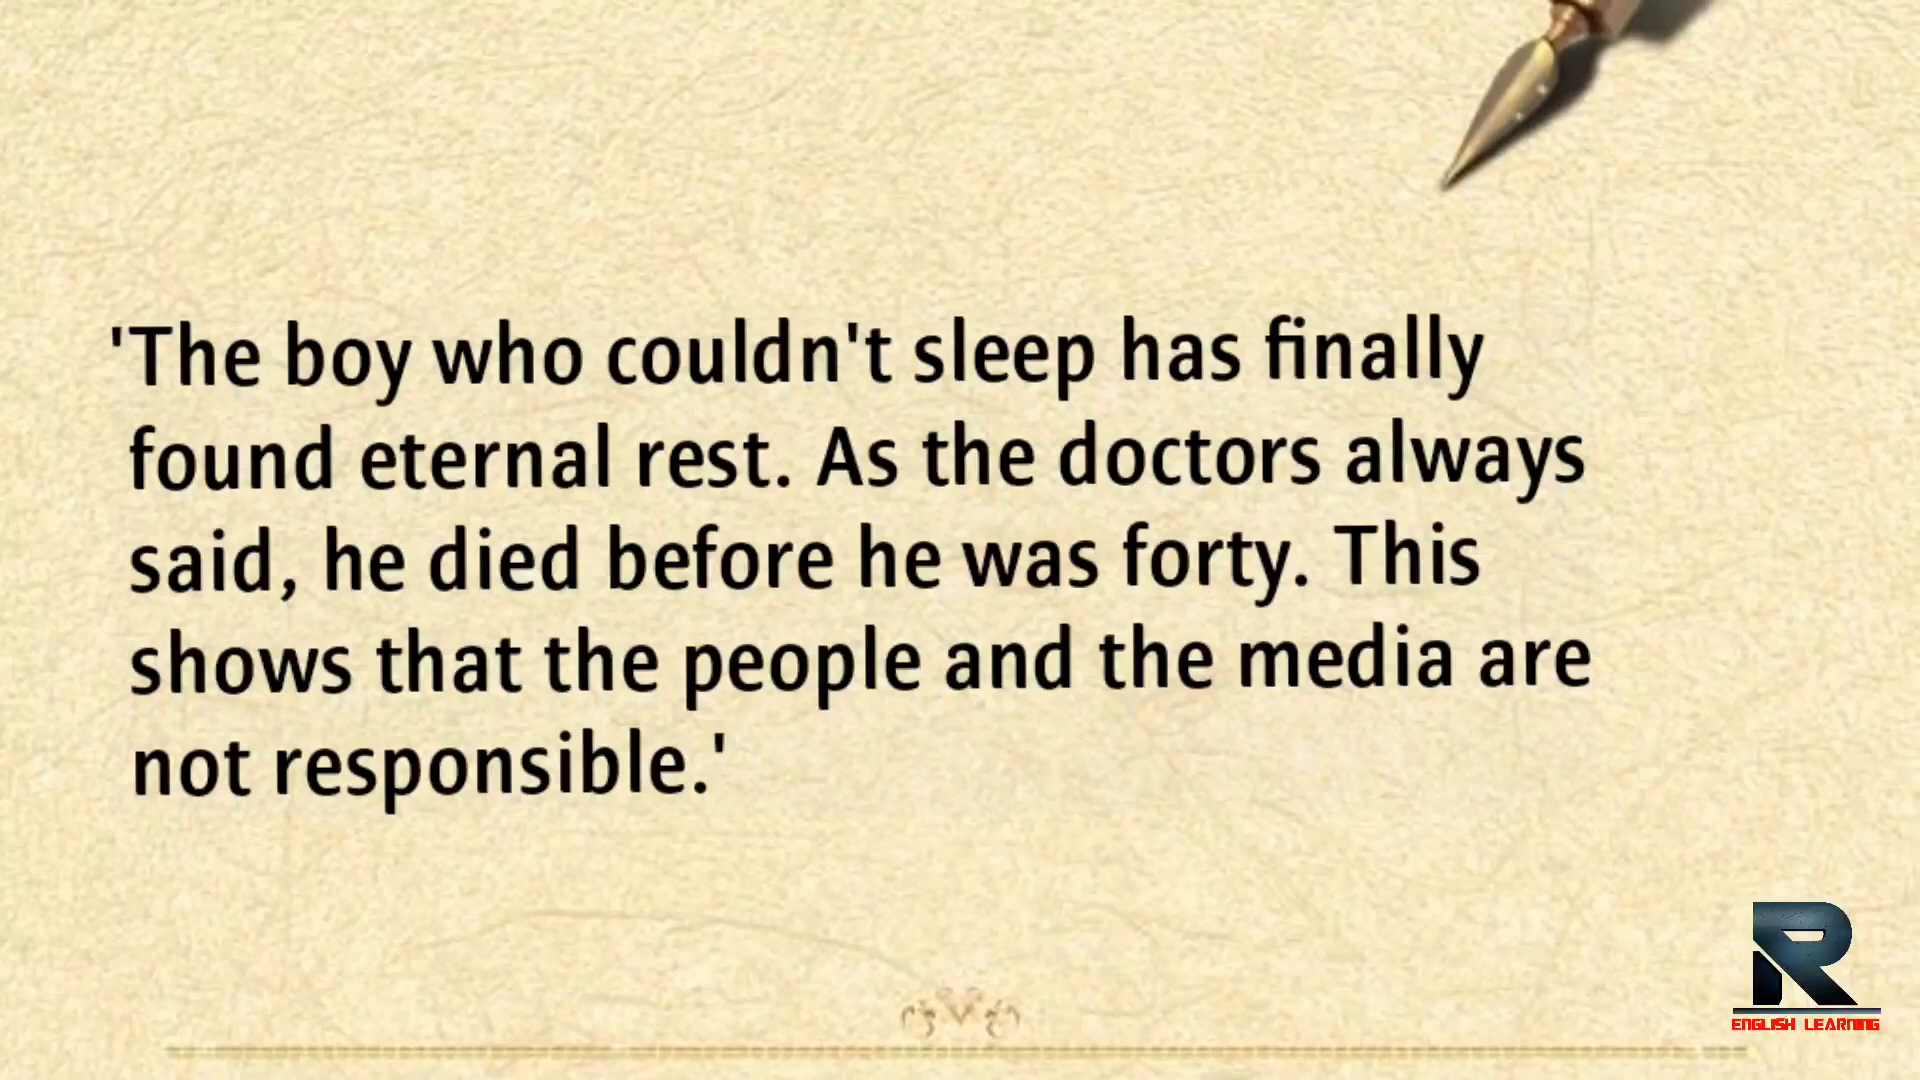 'The boy who couldn't sleep has finally
found eternal rest. As the doctors always
said, he died before he was forty. This
shows that the people and the media are
not responsible.'
R
ENGLISH LEARNING